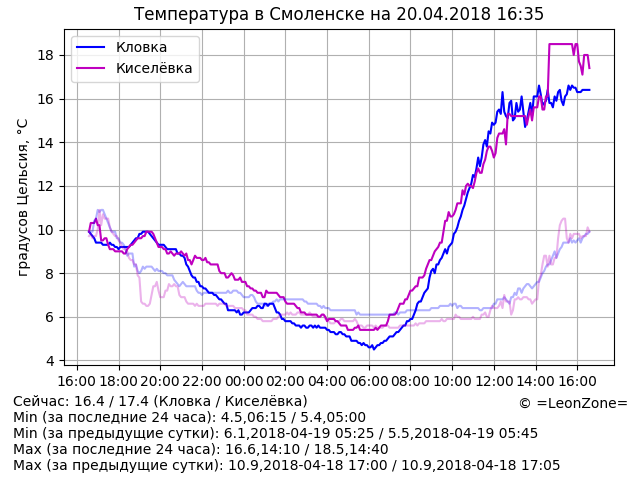 Температура в Смоленске на 20.04.2018 16:35
Кловка
Киселёвка
градусов Цельсия, °C
18
16
14
12
10
8
6
4
16:00 18:00 20:00 22:00 00:00 02:00 04:00 06:00 08:00 10:00 12:00 14:00 16:00
Сейчас: 16.4 / 17.4 (Кловка / Киселёвка)
© =LeonZone=
Min (за последние 24 часа): 4.5,06:15 / 5.4,05:00
Min (за предыдущие сутки): 6.1,2018-04-19 05:25 / 5.5,2018-04-19 05:45
Max (за последние 24 часа): 16.6,14:10 / 18.5,14:40
Max (за предыдущие сутки): 10.9,2018-04-18 17:00 / 10.9,2018-04-18 17:05